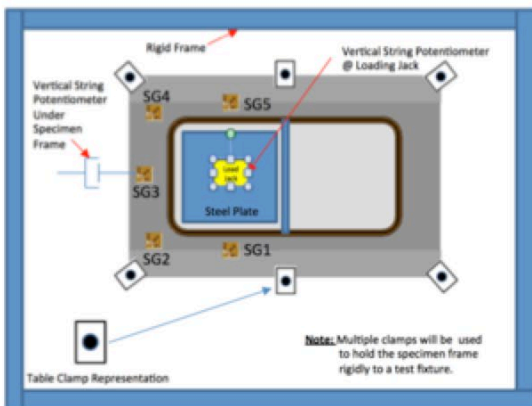 Rigid Frame
Vertical String Potentiometer
@ Loading Jack
Vertical String
Potentiometer
Under
Specimen
Frame
SG4
SG5
SG3
Load
Jack
Steel Plate
SG2
SG1
Note: Multiple clamps will be used
to hold the specimen frame
rigidly to a test fixture.
Table Clamp Representation